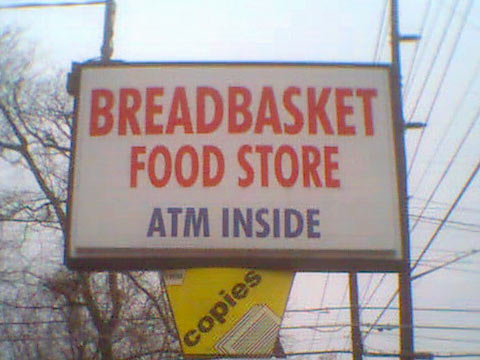 BREADBASKET
FOOD STORE
ATM INSIDE
copies